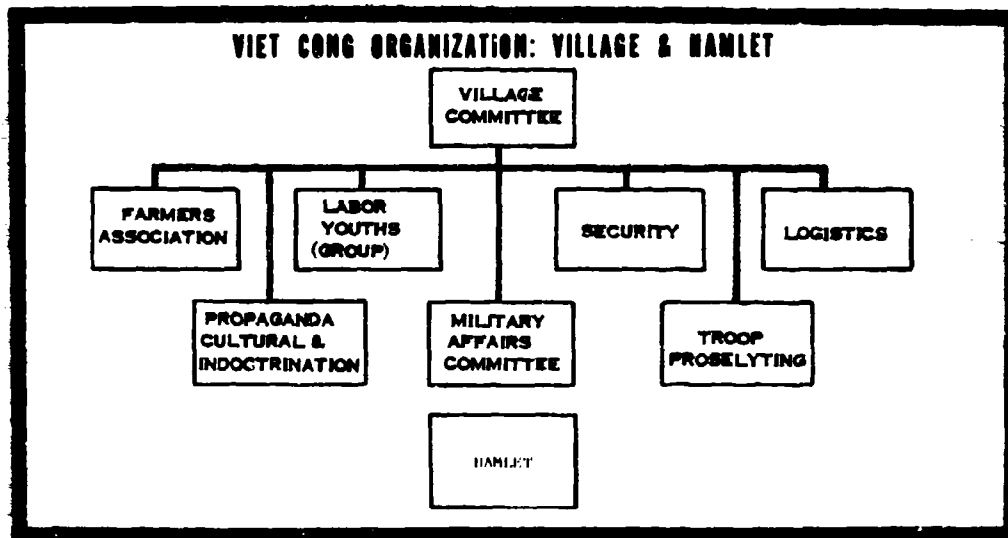 VIET CONG ORGANIZATION: VILLAGE & HAMLET
VILLAGE
COMMITTEE
FARMERS
ASSOCIATION
LABOR
YOUTHS
(GROUP)
SECURITY
LOGISTICS
PROPAGANDA
CULTURAL &
INDOCTRINATION
MILITARY
AFFAIRS
COMMITTEE
TROOP
PROSELYTING
HAMLET